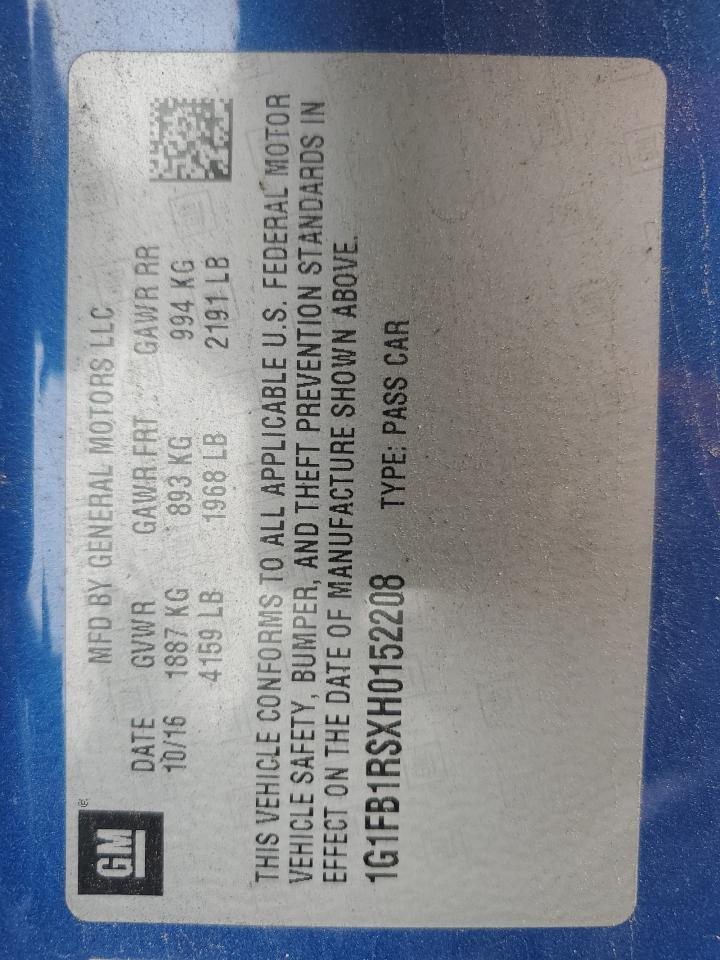 GM ®
MFD BY GENERAL MOTORS LLC
DATE GVWR GAWR FRT GAWR RR
10/16 1887 KG 893 KG 994 KG
4159 LB 1968 LB 2191 LB
THIS VEHICLE CONFORMS TO ALL APPLICABLE U.S. FEDERAL MOTOR
VEHICLE SAFETY, BUMPER, AND THEFT PREVENTION STANDARDS IN
EFFECT ON THE DATE OF MANUFACTURE SHOWN ABOVE.
1G1FB1RSXH0152208 TYPE: PASS CAR